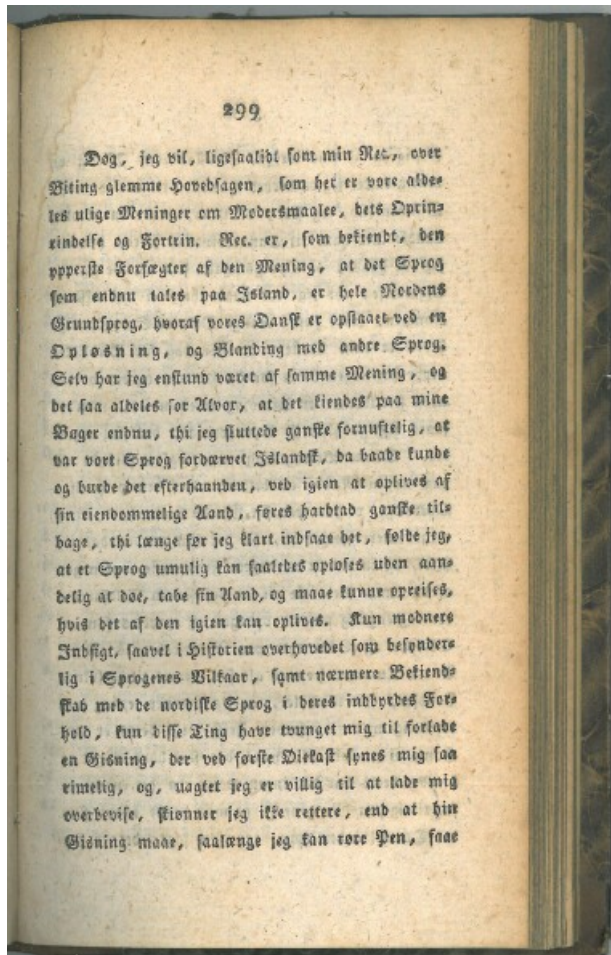 299
Dog, jeg vil, ligesaalidt som min Rec., over
Biting glemme Hovedsagen, som her er vore alde-
les ulige Meninger om Modersmaalet, dets Oprin-
rindelse og Fortrin. Rec. er, som bekiendt, den
ypperste Forfægter af den Mening, at det Sprog
som endnu tales paa Island, er hele Nordens
Grundsprog, hvoraf vores Dansk er opstaaet ved en
Opløsning, og Blanding med andre Sprog.
Selv har jeg enstund været af samme Mening, og
det saa aldeles for Alvor, at det kiendes paa mine
Bøger endnu, thi jeg sluttede ganske fornuftelig, at
var vort Sprog fordærvet Islandsk, da baade kunde
og burde det efterhaanden, ved igien at oplives af
sin eiendommelige Aand, føres hardtad ganske til-
bage, thi længe før jeg klart indsaae det, følde jeg,
at et Sprog umulig kan saaledes opløses uden aan-
delig at døe, tabe sin Aand, og maae kunne opreises,
hvis det af den igien kan oplives. Kun modnere
Indsigt, saavel i Historien overhovedet som besynder-
lig i Sprogenes Vilkaar, samt nærmere Bekiend-
skab med de nordiske Sprog i deres indbyrdes For-
hold, kun disse Ting have tvunget mig til forlade
en Gisning, der ved første Øiekast synes mig saa
rimelig, og, uagtet jeg er villig til at lade mig
overbevise, skiønner jeg ikke rettere, end at hin
Gisning maae, saalænge jeg kan røre Pen, faae